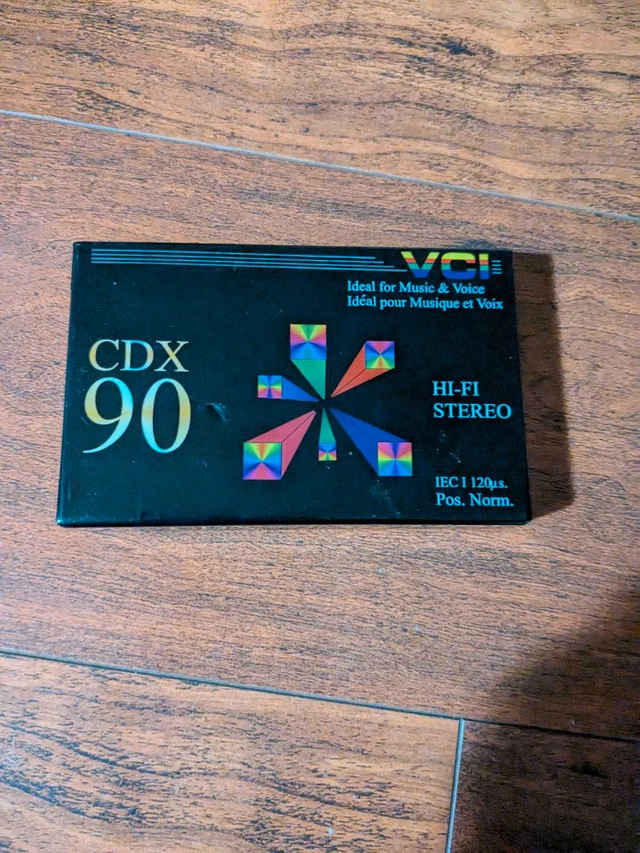 VCI
Ideal for Music & Voice
Idéal pour Musique et Voix
CDX
90
HI-FI
STEREO
IEC I 120µs.
Pos. Norm.